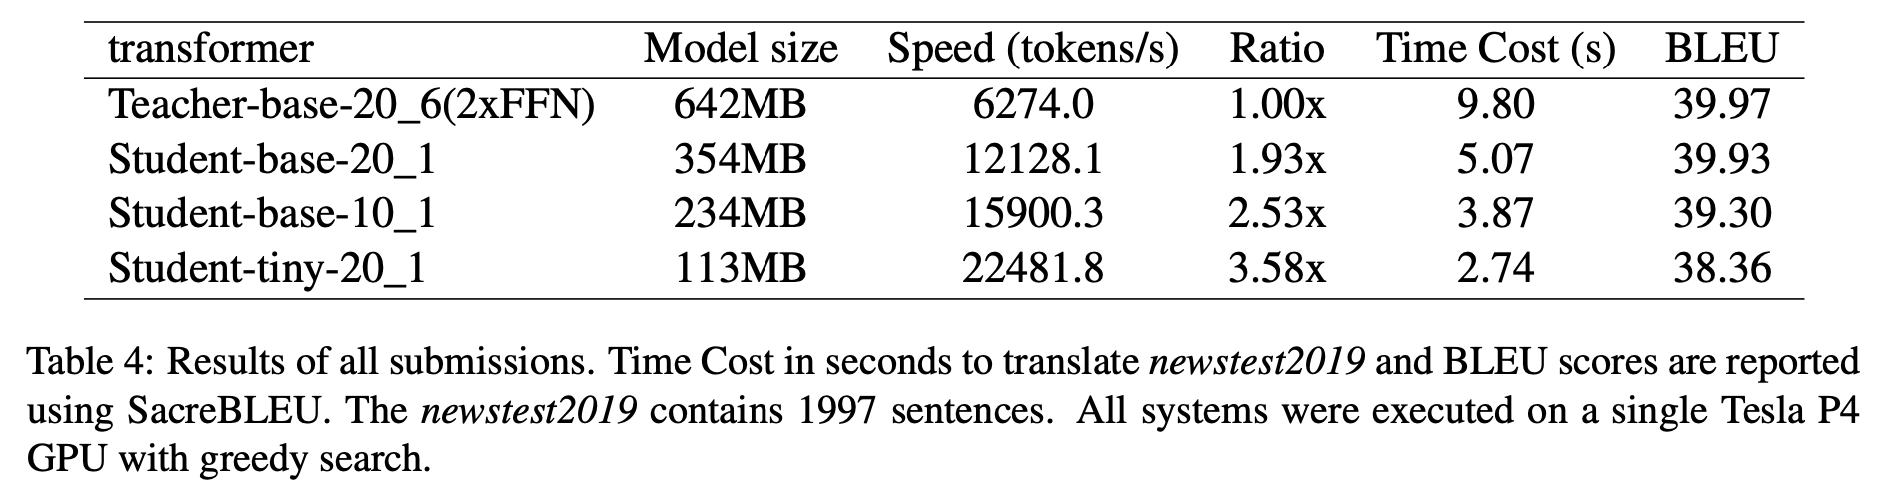 transformer Model size Speed (tokens/s) Ratio Time Cost (s) BLEU
Teacher-base-20_6(2xFFN) 642MB 6274.0 1.00x 9.80 39.97
Student-base-20_1 354MB 12128.1 1.93x 5.07 39.93
Student-base-10_1 234MB 15900.3 2.53x 3.87 39.30
Student-tiny-20_1 113MB 22481.8 3.58x 2.74 38.36
Table 4: Results of all submissions. Time Cost in seconds to translate newstest2019 and BLEU scores are reported
using SacreBLEU. The newstest2019 contains 1997 sentences. All systems were executed on a single Tesla P4
GPU with greedy search.